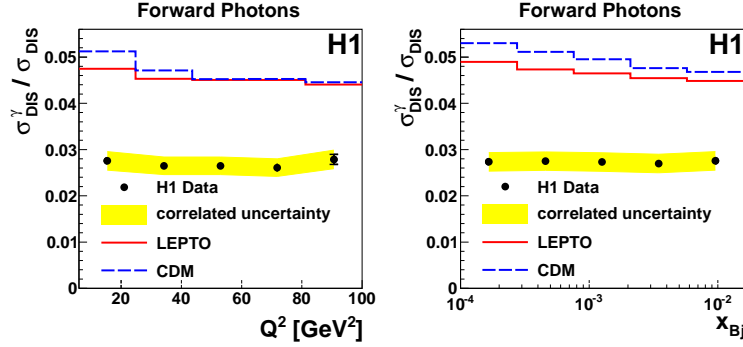 Forward Photons
H1
σ^γ_DIS / σ_DIS
0.05
0.04
0.03
0.02
0.01
0
H1 Data
correlated uncertainty
LEPTO
CDM
20 40 60 80 100
Q² [GeV²]
Forward Photons
H1
σ^γ_DIS / σ_DIS
0.05
0.04
0.03
0.02
0.01
0
H1 Data
correlated uncertainty
LEPTO
CDM
10⁻⁴ 10⁻³ 10⁻²
x_Bj